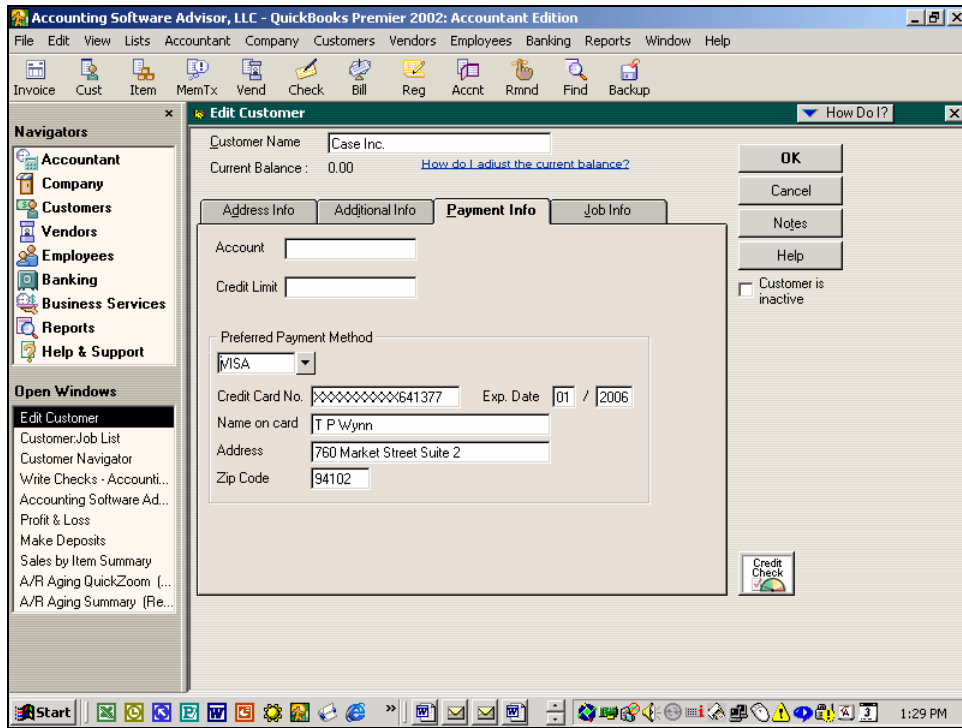 Accounting Software Advisor, LLC - QuickBooks Premier 2002: Accountant Edition
File Edit View Lists Accountant Company Customers Vendors Employees Banking Reports Window Help
Invoice Cust Item MemTx Vend Check Bill Reg Accnt Rmnd Find Backup
Navigators
Accountant
Company
Customers
Vendors
Employees
Banking
Business Services
Reports
Help & Support
Open Windows
Edit Customer
Customer:Job List
Customer Navigator
Write Checks - Accounti...
Accounting Software Ad...
Profit & Loss
Make Deposits
Sales by Item Summary
A/R Aging QuickZoom (...
A/R Aging Summary (Re...
Edit Customer How Do I?
Customer Name Case Inc.
Current Balance : 0.00 How do I adjust the current balance?
Address Info Additional Info Payment Info Job Info
Account
Credit Limit
Preferred Payment Method
VISA
Credit Card No. XXXXXXXXXX641377 Exp. Date 01 / 2006
Name on card T P Wynn
Address 760 Market Street Suite 2
Zip Code 94102
OK
Cancel
Notes
Help
Customer is
inactive
Credit
Check
Start 1:29 PM